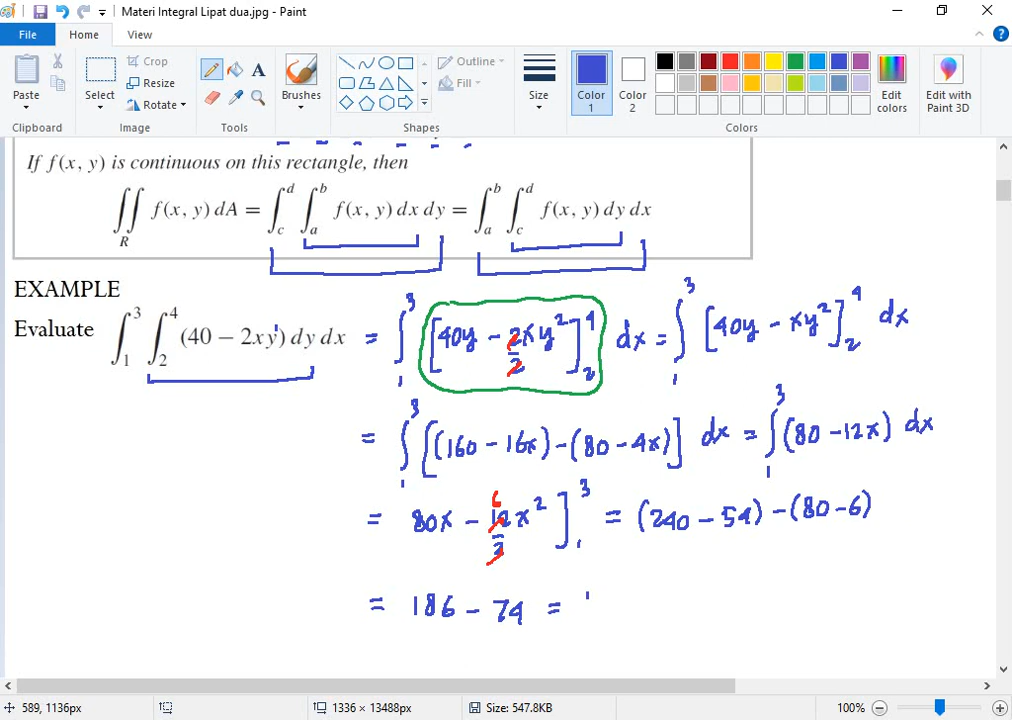 Materi Integral Lipat dua.jpg - Paint
File Home View
Paste Select Crop Resize Rotate A Brushes Outline Fill Size Color 1 Color 2 Edit colors Edit with Paint 3D
Clipboard Image Tools Shapes Colors
If f(x, y) is continuous on this rectangle, then
∬_R f(x, y) dA = ∫_c^d ∫_a^b f(x, y) dx dy = ∫_a^b ∫_c^d f(x, y) dy dx
EXAMPLE
Evaluate ∫_1^3 ∫_2^4 (40 − 2xy') dy dx = ∫_1^3 [40y − 2/2 xy²]_2^4 dx = ∫_1^3 [40y − xy²]_2^4 dx
= ∫_1^3 [(160 − 16x) − (80 − 4x)] dx = ∫_1^3 (80 − 12x) dx
= 80x − 12/2 6 x² ]_1^3 = (240 − 54) − (80 − 6)
= 186 − 74 =
589, 1136px 1336 × 13488px Size: 547.8KB 100%